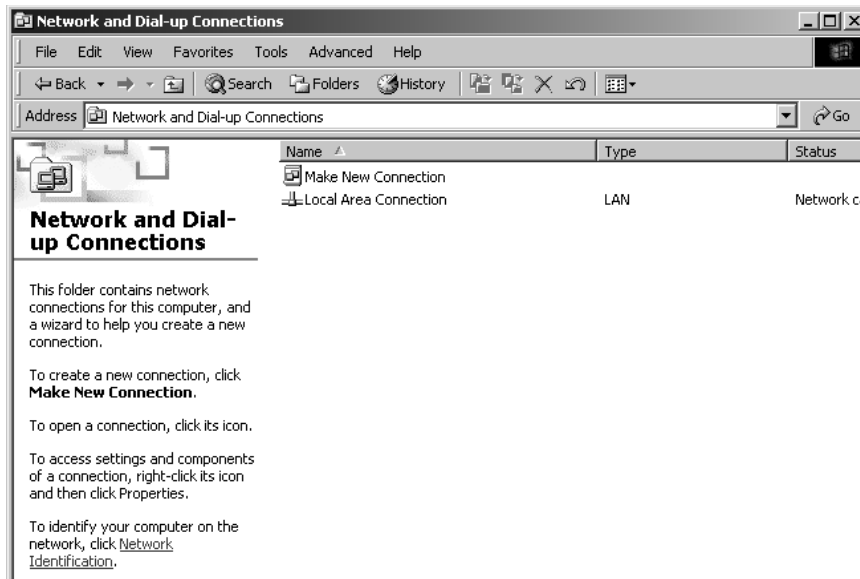 Network and Dial-up Connections
File Edit View Favorites Tools Advanced Help
Back Search Folders History
Address Network and Dial-up Connections Go
Name Type Status
Make New Connection
Local Area Connection LAN Network
Network and Dial-
up Connections
This folder contains network
connections for this computer, and
a wizard to help you create a new
connection.
To create a new connection, click
Make New Connection.
To open a connection, click its icon.
To access settings and components
of a connection, right-click its icon
and then click Properties.
To identify your computer on the
network, click Network
Identification.